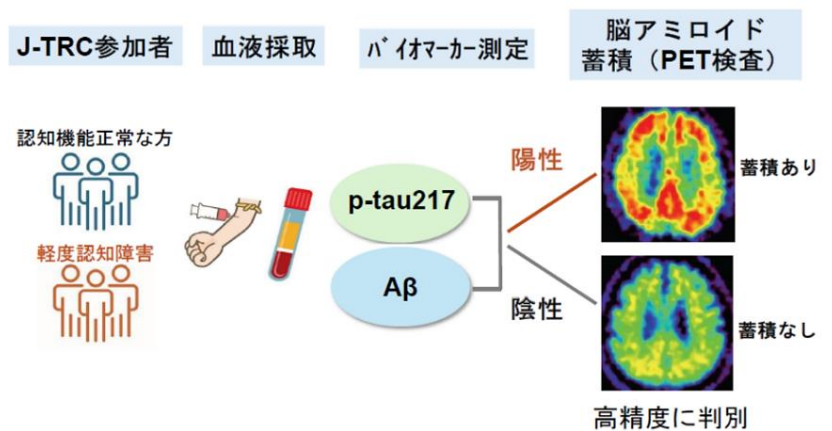 J-TRC参加者
血液採取
バイオマーカー測定
脳アミロイド
蓄積（PET検査）
認知機能正常な方
軽度認知障害
p-tau217
Aβ
陽性
陰性
蓄積あり
蓄積なし
高精度に判別